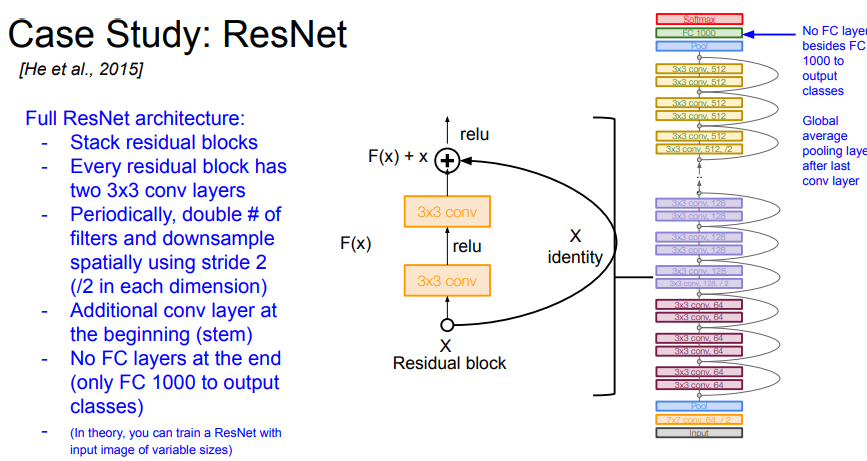 Case Study: ResNet
[He et al., 2015]
Full ResNet architecture:
- Stack residual blocks
- Every residual block has
two 3x3 conv layers
- Periodically, double # of
filters and downsample
spatially using stride 2
(/2 in each dimension)
- Additional conv layer at
the beginning (stem)
- No FC layers at the end
(only FC 1000 to output
classes)
- (In theory, you can train a ResNet with
input image of variable sizes)
relu
F(x) + x
3x3 conv
F(x)
relu
3x3 conv
X
identity
X
Residual block
Softmax
FC 1000
Pool
3x3 conv, 512
3x3 conv, 512
3x3 conv, 512
3x3 conv, 512
3x3 conv, 512
3x3 conv, 512, /2
..
3x3 conv, 128
3x3 conv, 128
3x3 conv, 128
3x3 conv, 128
3x3 conv, 128
3x3 conv, 128, / 2
3x3 conv, 64
3x3 conv, 64
3x3 conv, 64
3x3 conv, 64
3x3 conv, 64
3x3 conv, 64
Pool
7x7 conv, 64, / 2
Input
No FC layer
besides FC
1000 to
output
classes
Global
average
pooling laye
after last
conv layer